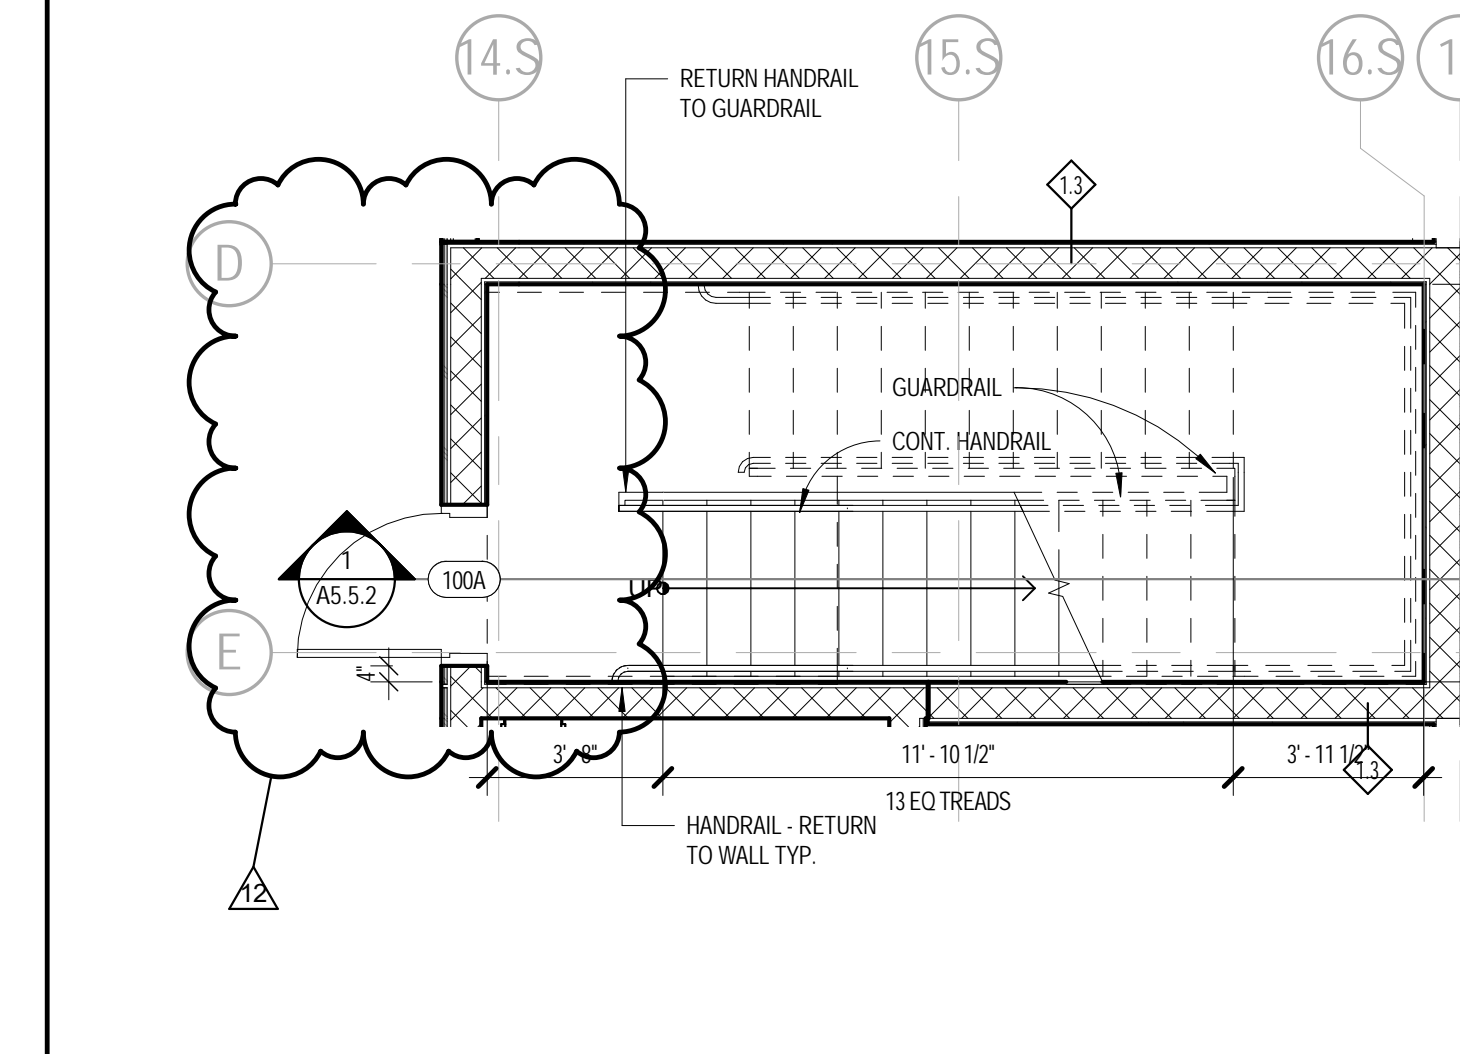 14.S
15.S
16.S
1
RETURN HANDRAIL
TO GUARDRAIL
1.3
D
GUARDRAIL
CONT. HANDRAIL
1
A5.5.2
100A
UP
E
4"
3' - 8"
11' - 10 1/2"
3' - 11 1/2"
1.3
13 EQ TREADS
HANDRAIL - RETURN
TO WALL TYP.
12